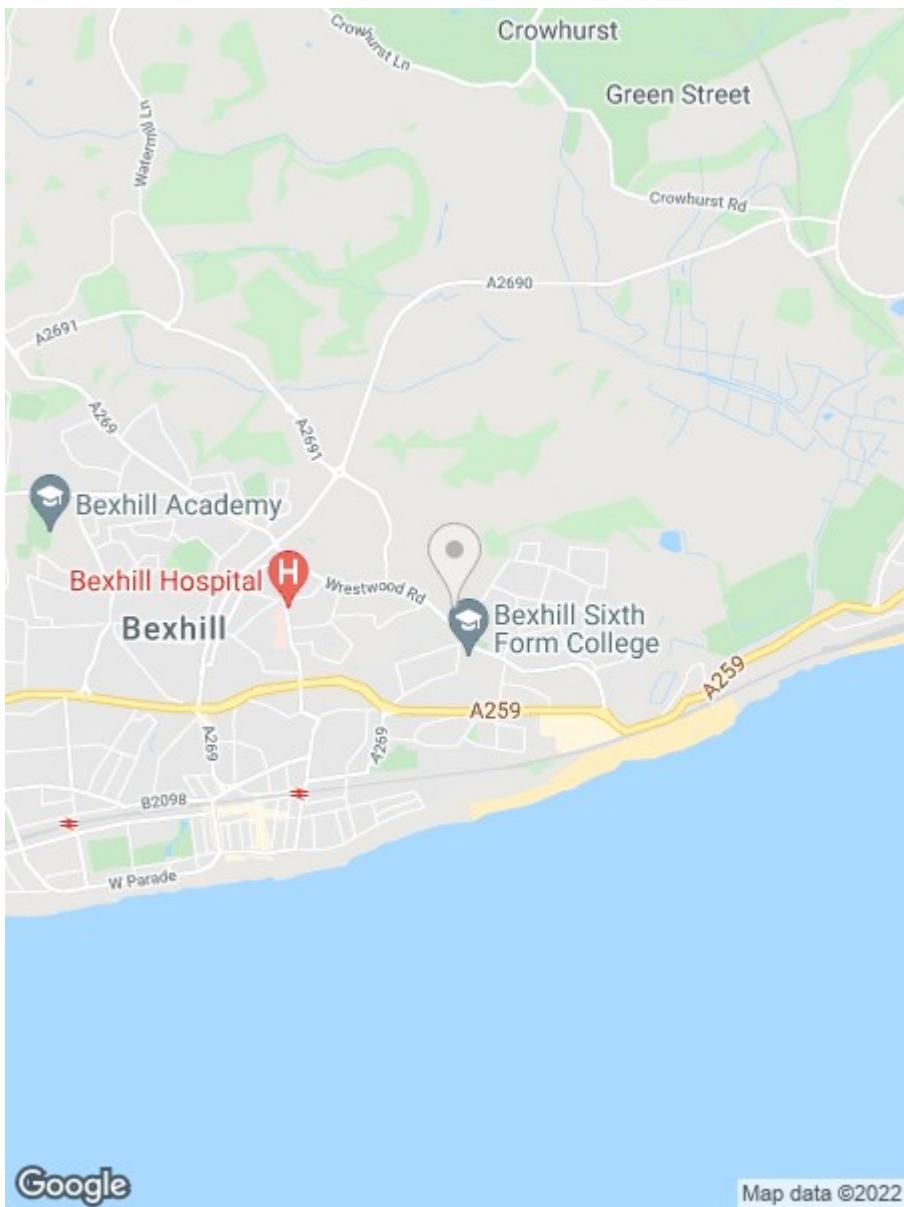 Crowhurst
Crowhurst Ln
Green Street
Watermill Ln
Crowhurst Rd
A2690
A2691
A269
A2691
Bexhill Academy
Bexhill Hospital
H
Wrestwood Rd
Bexhill
Bexhill Sixth
Form College
A259
A259
A269
A269
B2098
W Parade
Google
Map data ©2022